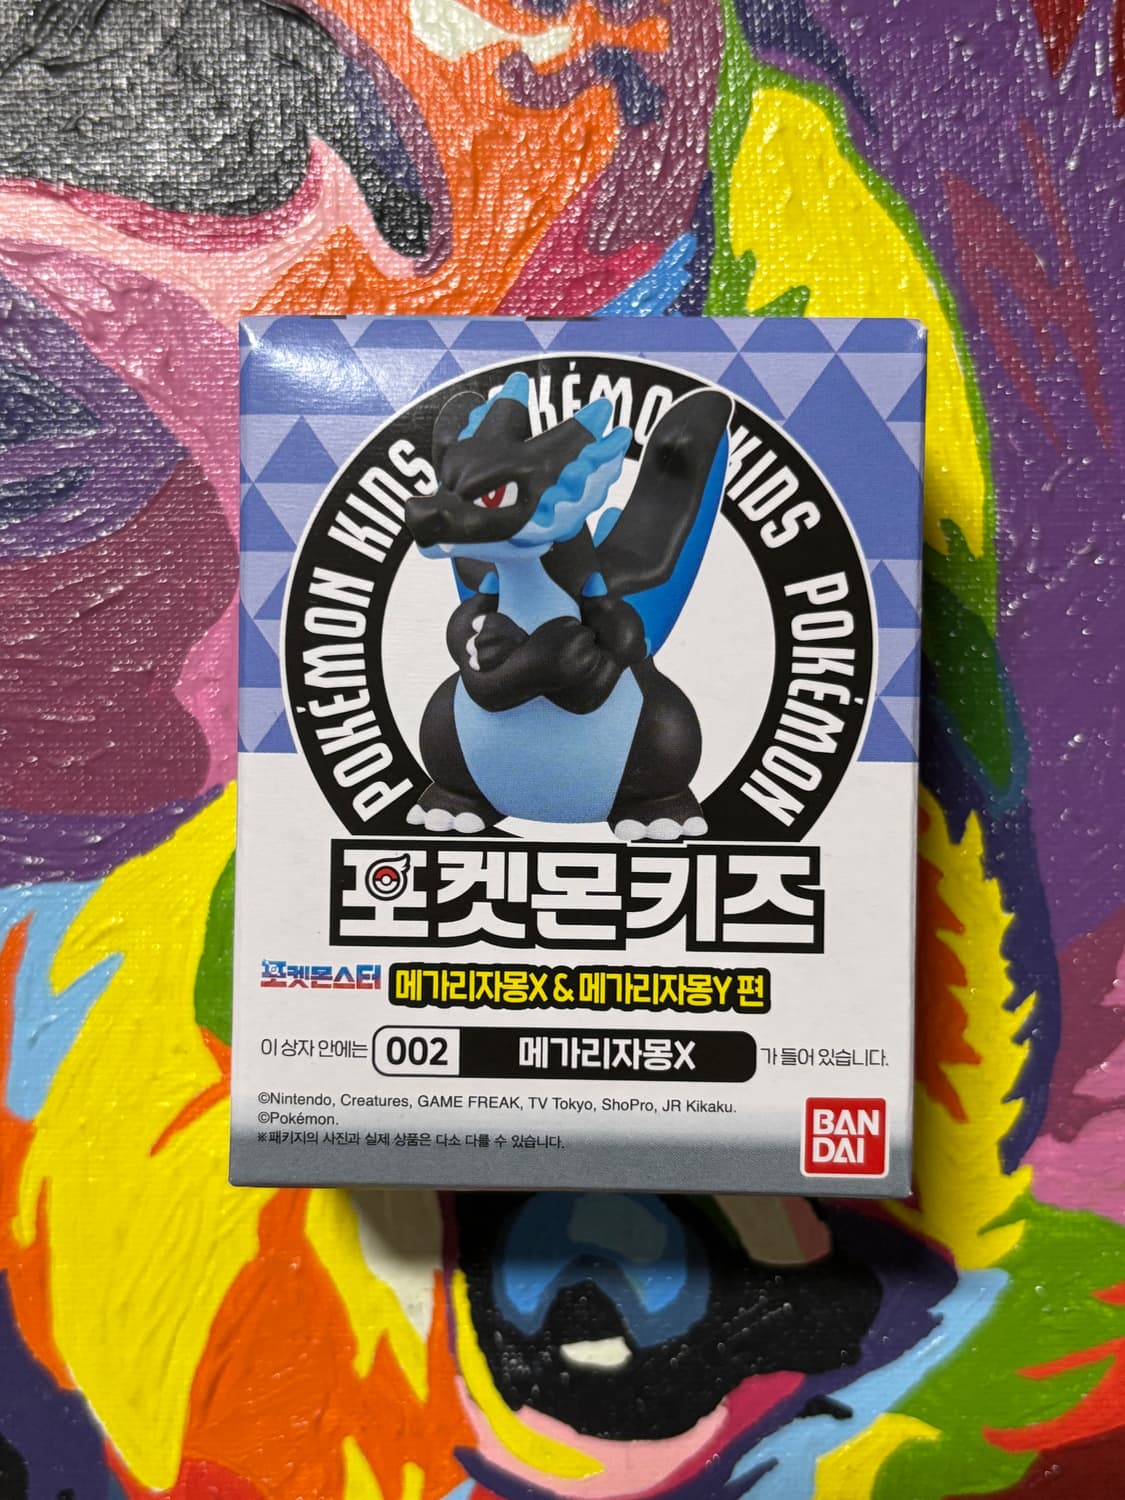 POKÉMON KIDS POKÉMON KIDS POKÉMON
포켓몬키즈
포켓몬스터 메가리자몽X & 메가리자몽Y 편
이 상자 안에는 002 메가리자몽X 가 들어 있습니다.
©Nintendo, Creatures, GAME FREAK, TV Tokyo, ShoPro, JR Kikaku.
©Pokémon.
※패키지의 사진과 실제 상품은 다소 다를 수 있습니다.
BAN
DAI